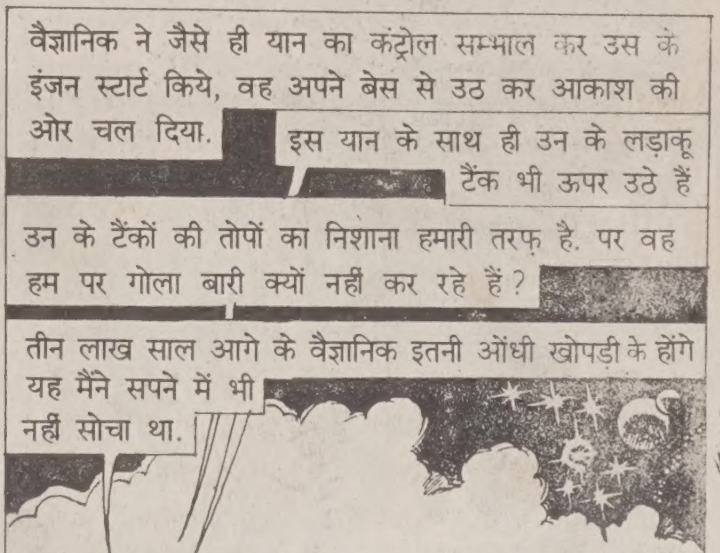 वैज्ञानिक ने जैसे ही यान का कंट्रोल सम्भाल कर उस के
इंजन स्टार्ट किये, वह अपने बेस से उठ कर आकाश की
ओर चल दिया.
इस यान के साथ ही उन के लड़ाकू
टैंक भी ऊपर उठे हैं
उन के टैंकों की तोपों का निशाना हमारी तरफ़ है. पर वह
हम पर गोला बारी क्यों नहीं कर रहे हैं?
तीन लाख साल आगे के वैज्ञानिक इतनी ओंधी खोपड़ी के होंगे
यह मैंने सपने में भी
नहीं सोचा था.